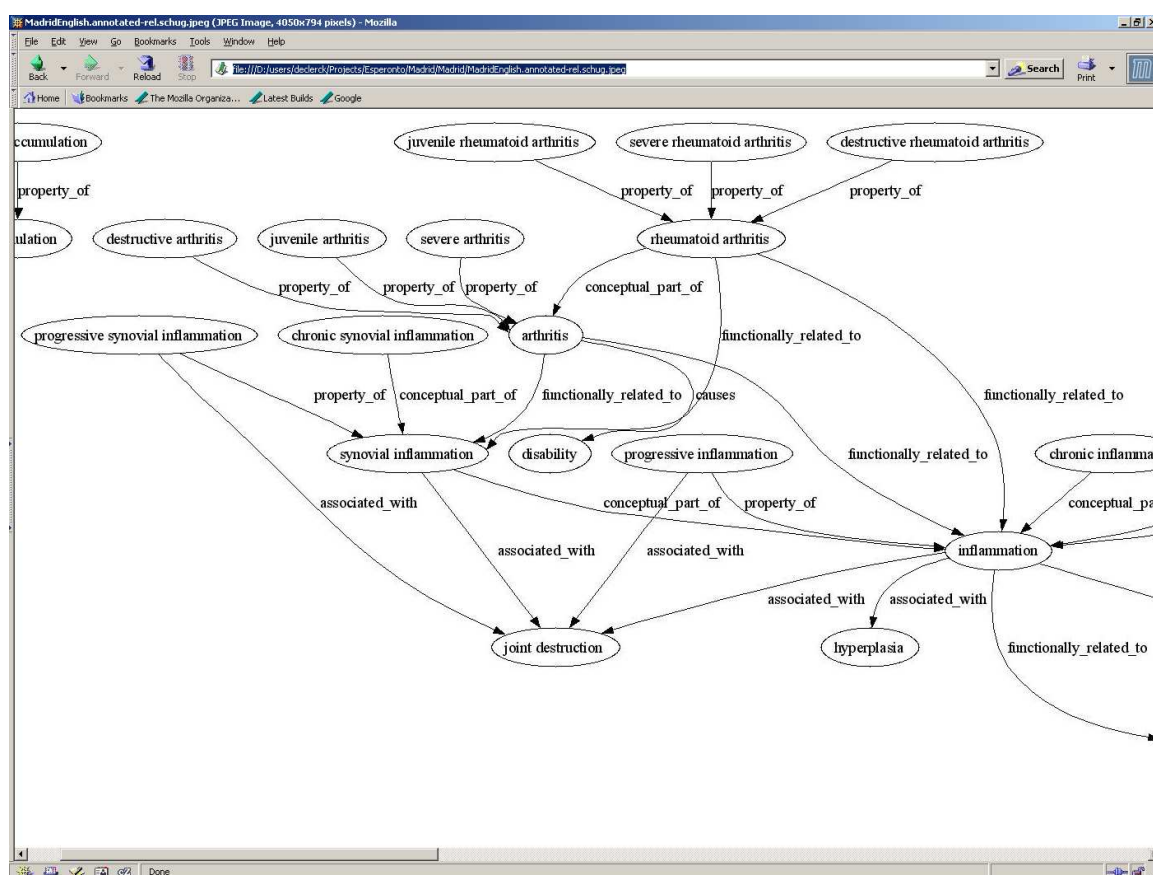 MadridEnglish.annotated-rel.schug.jpeg (JPEG Image, 4050x794 pixels) - Mozilla
File Edit View Go Bookmarks Tools Window Help
Back Forward Reload Stop file:///D:/users/declerck/Projects/Esperonto/Madrid/Madrid/MadridEnglish.annotated-rel.schug.jpeg Search Print
Home Bookmarks The Mozilla Organiza... Latest Builds Google
ccumulation juvenile rheumatoid arthritis severe rheumatoid arthritis destructive rheumatoid arthritis
property_of property_of property_of property_of
ulation destructive arthritis juvenile arthritis severe arthritis rheumatoid arthritis
property_of property_of property_of conceptual_part_of
progressive synovial inflammation chronic synovial inflammation arthritis functionally_related_to
property_of conceptual_part_of functionally_related_to causes functionally_related_to
synovial inflammation disability progressive inflammation functionally_related_to chronic inflamma
associated_with conceptual_part_of property_of conceptual_pa
associated_with associated_with inflammation
associated_with associated_with
joint destruction hyperplasia functionally_related_to
Done